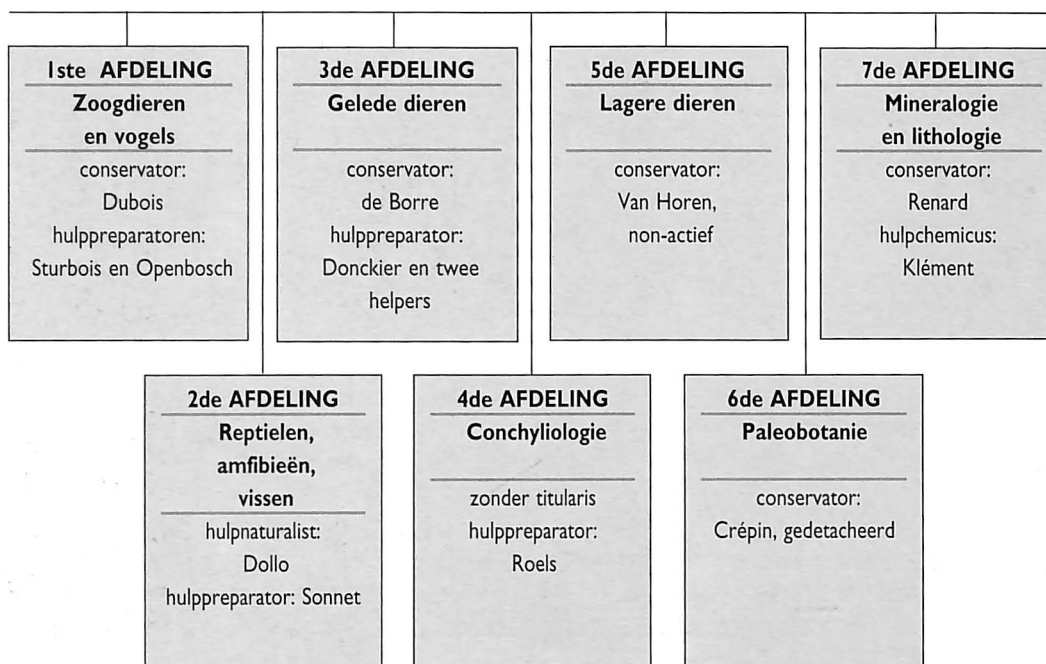 1ste AFDELING
Zoogdieren
en vogels
conservator:
Dubois
hulppreparatoren:
Sturbois en Openbosch
3de AFDELING
Gelede dieren
conservator:
de Borre
hulppreparator:
Donckier en twee
helpers
5de AFDELING
Lagere dieren
conservator:
Van Horen,
non-actief
7de AFDELING
Mineralogie
en lithologie
conservator:
Renard
hulpchemicus:
Klément
2de AFDELING
Reptielen,
amfibieën,
vissen
hulpnaturalist:
Dollo
hulppreparator: Sonnet
4de AFDELING
Conchyliologie
zonder titularis
hulppreparator:
Roels
6de AFDELING
Paleobotanie
conservator:
Crépin, gedetacheerd